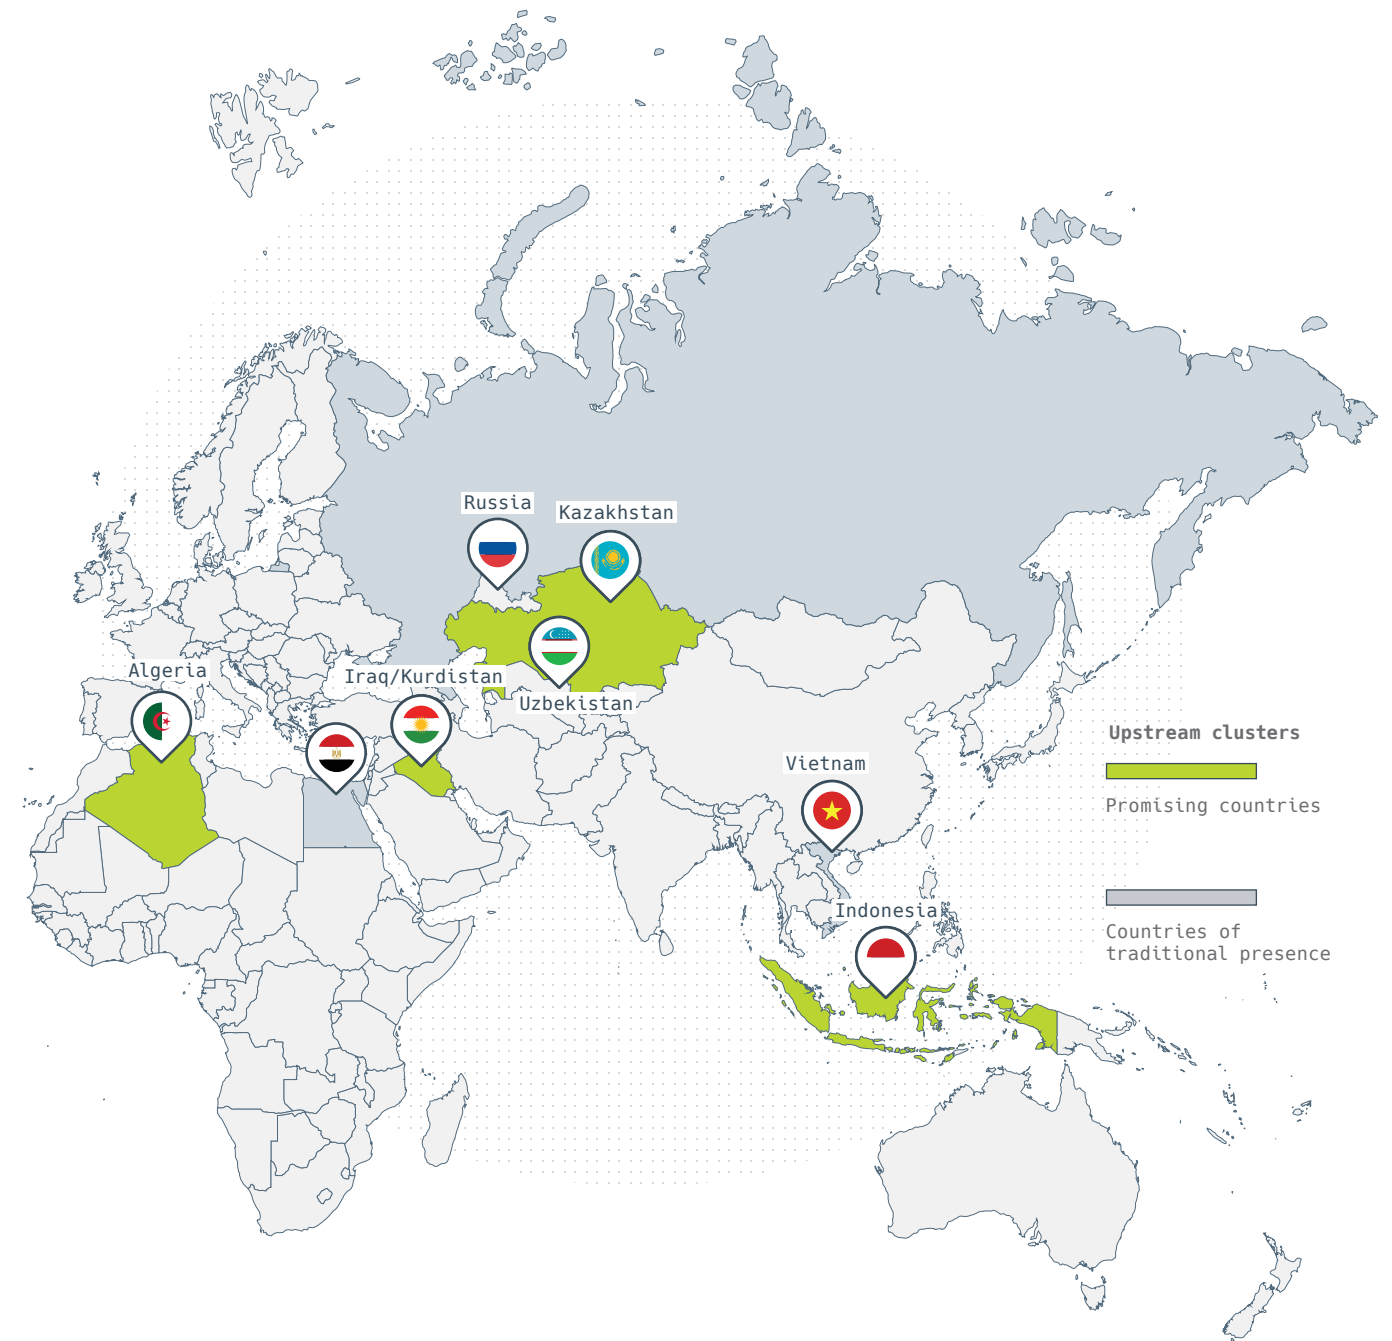 Russia
Kazakhstan
Algeria
Iraq/Kurdistan
Uzbekistan
Vietnam
Indonesia
Upstream clusters
Promising countries
Countries of
traditional presence